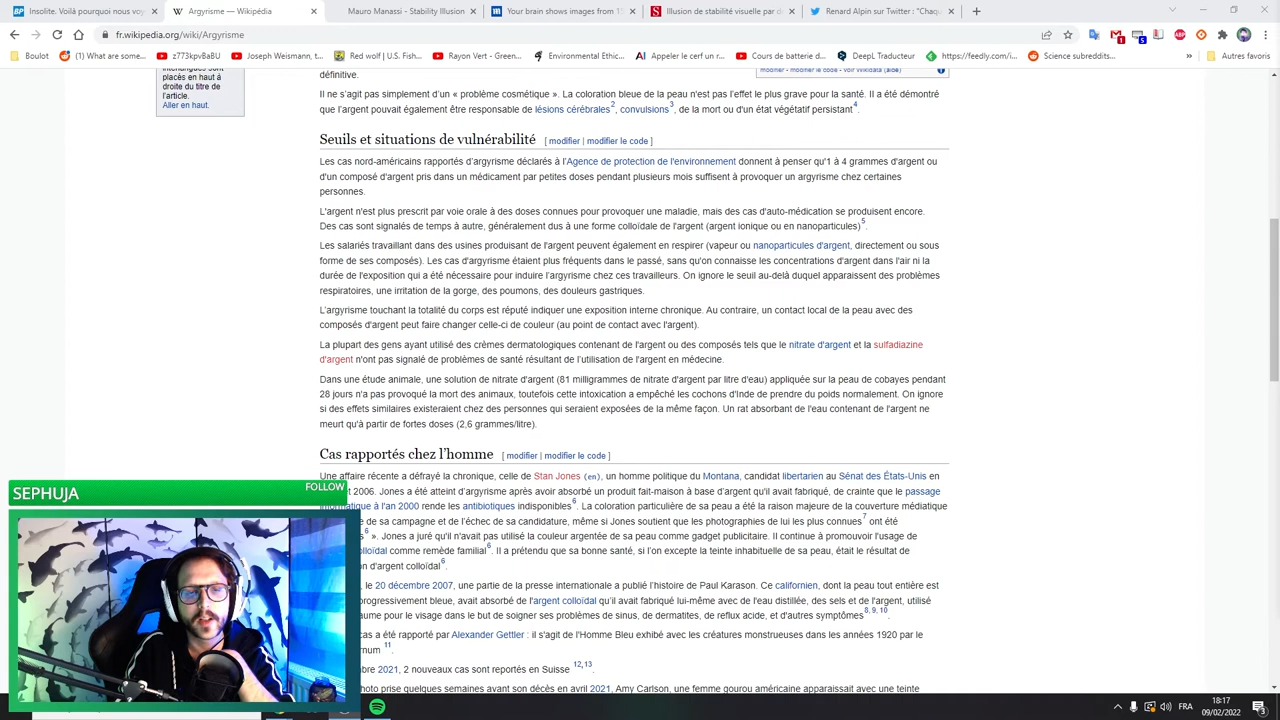 Insolite. Voilà pourquoi nous vo
Argyrisme — Wikipédia
Mauro Manassi - Stability Illusion
Your brain shows images from 15
Illusion de stabilité visuelle par d
Renard Alpin sur Twitter : "Chaq
fr.wikipedia.org/wiki/Argyrisme
Boulot
(1) What are some...
z773kpvBaBU
Joseph Weismann, t...
Red wolf | U.S. Fish...
Rayon Vert - Green...
Environmental Ethic...
Appeler le cerf un r...
Cours de batterie d...
DeepL Traducteur
https://feedly.com/i...
Science subreddits...
»
Autres favoris
placés en haut à
droite du titre de
l'article.
Aller en haut.
modifier - modifier le code - voir Wikidata (aide)
définitive.
Il ne s'agit pas simplement d'un « problème cosmétique ». La coloration bleue de la peau n'est pas l'effet le plus grave pour la santé. Il a été démontré
que l'argent pouvait également être responsable de lésions cérébrales2, convulsions3, de la mort ou d'un état végétatif persistant4.
Seuils et situations de vulnérabilité [ modifier | modifier le code ]
Les cas nord-américains rapportés d'argyrisme déclarés à l'Agence de protection de l'environnement donnent à penser qu'1 à 4 grammes d'argent ou
d'un composé d'argent pris dans un médicament par petites doses pendant plusieurs mois suffisent à provoquer un argyrisme chez certaines
personnes.
L'argent n'est plus prescrit par voie orale à des doses connues pour provoquer une maladie, mais des cas d'auto-médication se produisent encore.
Des cas sont signalés de temps à autre, généralement dus à une forme colloïdale de l'argent (argent ionique ou en nanoparticules)5.
Les salariés travaillant dans des usines produisant de l'argent peuvent également en respirer (vapeur ou nanoparticules d'argent, directement ou sous
forme de ses composés). Les cas d'argyrisme étaient plus fréquents dans le passé, sans qu'on connaisse les concentrations d'argent dans l'air ni la
durée de l'exposition qui a été nécessaire pour induire l'argyrisme chez ces travailleurs. On ignore le seuil au-delà duquel apparaissent des problèmes
respiratoires, une irritation de la gorge, des poumons, des douleurs gastriques.
L'argyrisme touchant la totalité du corps est réputé indiquer une exposition interne chronique. Au contraire, un contact local de la peau avec des
composés d'argent peut faire changer celle-ci de couleur (au point de contact avec l'argent).
La plupart des gens ayant utilisé des crèmes dermatologiques contenant de l'argent ou des composés tels que le nitrate d'argent et la sulfadiazine
d'argent n'ont pas signalé de problèmes de santé résultant de l'utilisation de l'argent en médecine.
Dans une étude animale, une solution de nitrate d'argent (81 milligrammes de nitrate d'argent par litre d'eau) appliquée sur la peau de cobayes pendant
28 jours n'a pas provoqué la mort des animaux, toutefois cette intoxication a empêché les cochons d'Inde de prendre du poids normalement. On ignore
si des effets similaires existeraient chez des personnes qui seraient exposées de la même façon. Un rat absorbant de l'eau contenant de l'argent ne
meurt qu'à partir de fortes doses (2,6 grammes/litre).
Cas rapportés chez l'homme [ modifier | modifier le code ]
Une affaire récente a défrayé la chronique, celle de Stan Jones (en), un homme politique du Montana, candidat libertarien au Sénat des États-Unis en
2006. Jones a été atteint d'argyrisme après avoir absorbé un produit fait-maison à base d'argent qu'il avait fabriqué, de crainte que le passage
informatique à l'an 2000 rende les antibiotiques indisponibles6. La coloration particulière de sa peau a été la raison majeure de la couverture médiatique
de sa campagne et de l'échec de sa candidature, même si Jones soutient que les photographies de lui les plus connues7 ont été
6 ». Jones a juré qu'il n'avait pas utilisé la couleur argentée de sa peau comme gadget publicitaire. Il continue à promouvoir l'usage
comme remède familial6. Il a prétendu que sa bonne santé, si l'on excepte la teinte inhabituelle de sa peau, était le résultat de
d'argent colloïdal6.
le 20 décembre 2007, une partie de la presse internationale a publié l'histoire de Paul Karason. Ce californien, dont la peau tout entière est
progressivement bleue, avait absorbé de l'argent colloïdal qu'il avait fabriqué lui-même avec de l'eau distillée, des sels et de l'argent, utilisé
pour le visage dans le but de soigner ses problèmes de sinus, de dermatites, de reflux acide, et d'autres symptômes8, 9, 10.
cas a été rapporté par Alexander Gettler : il s'agit de l'Homme Bleu exhibé avec les créatures monstrueuses dans les années 1920 par le
11.
2021, 2 nouveaux cas sont reportés en Suisse 12, 13
photo prise quelques semaines avant son décès en avril 2021, Amy Carlson, une femme gourou américaine apparaissait avec une teinte
SEPHUJA
FOLLOW
FRA
18:17
09/02/2022